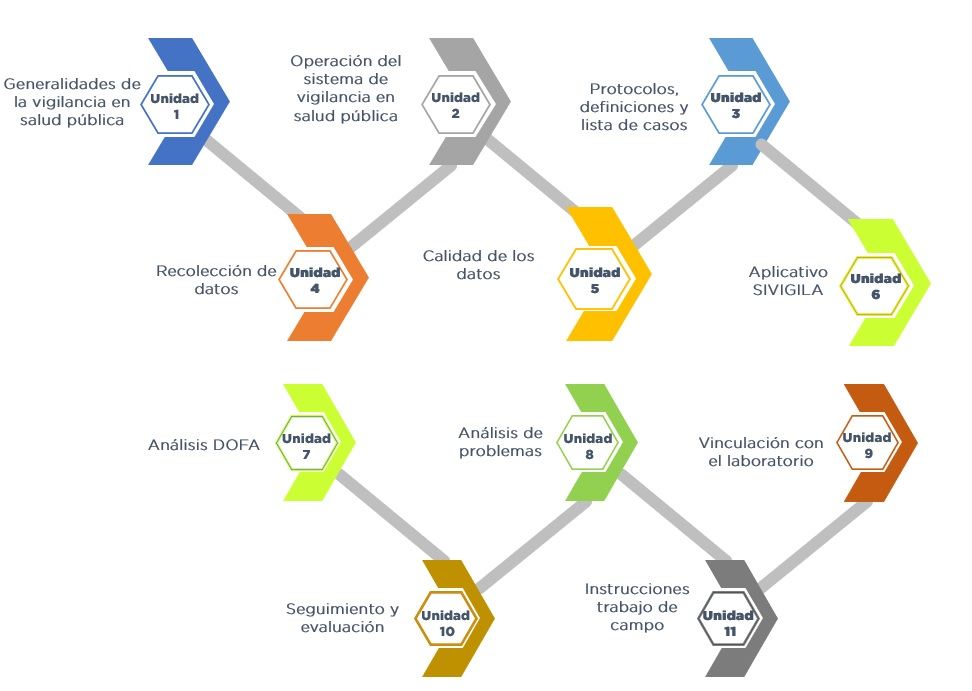 Generalidades de
la vigilancia en
salud pública
Unidad
1
Operación del
sistema de
vigilancia en
salud pública
Unidad
2
Protocolos,
definiciones y
lista de casos
Unidad
3
Recolección de
datos
Unidad
4
Calidad de los
datos
Unidad
5
Aplicativo
SIVIGILA
Unidad
6
Análisis DOFA
Unidad
7
Análisis de
problemas
Unidad
8
Vinculación con
el laboratorio
Unidad
9
Seguimiento y
evaluación
Unidad
10
Instrucciones
trabajo de
campo
Unidad
11